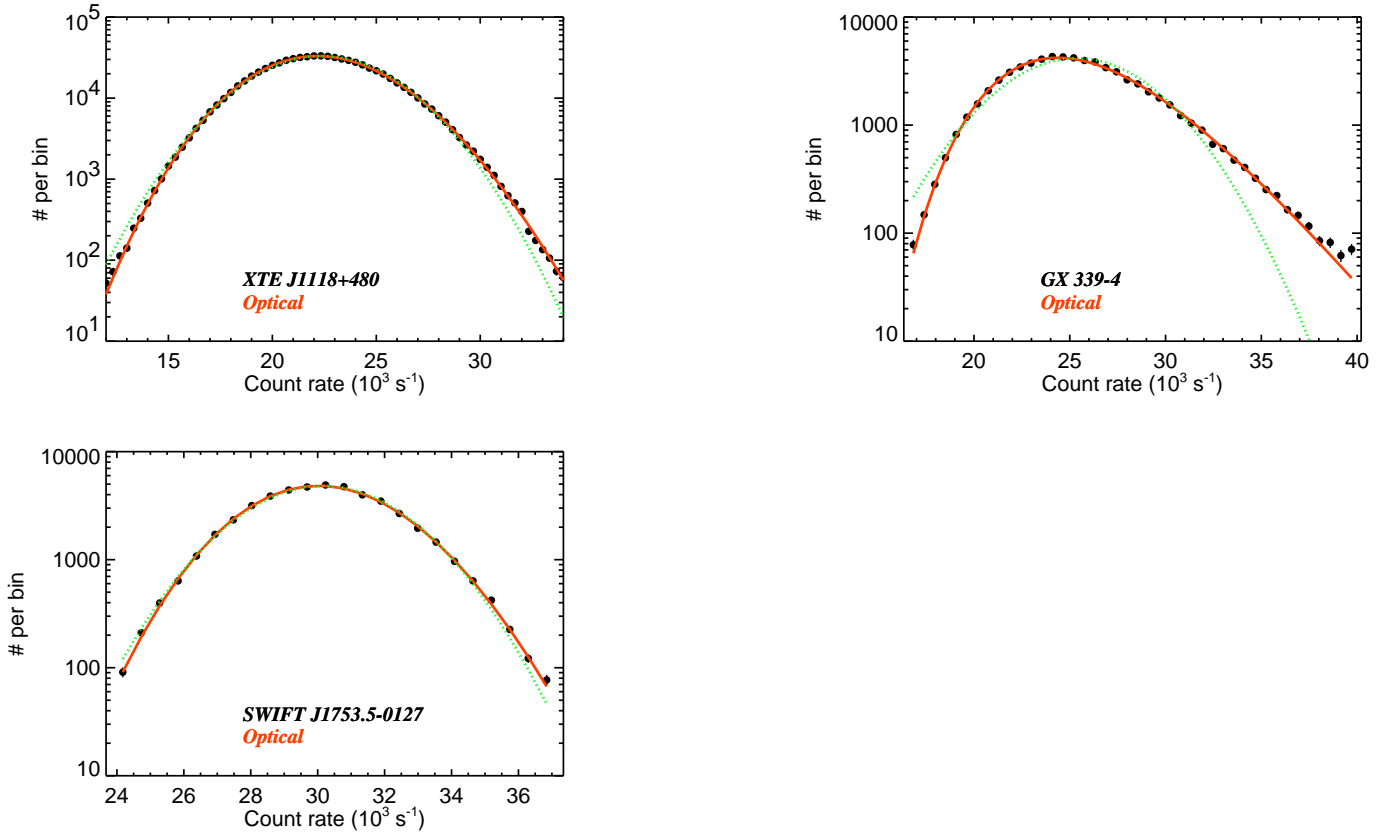 10^5
10^4
10^3
10^2
10^1
# per bin
XTE J1118+480
Optical
15 20 25 30
Count rate (10^3 s^-1)
1000
100
10
10000
# per bin
GX 339-4
Optical
20 25 30 35 40
Count rate (10^3 s^-1)
10000
1000
100
10
# per bin
SWIFT J1753.5-0127
Optical
24 26 28 30 32 34 36
Count rate (10^3 s^-1)